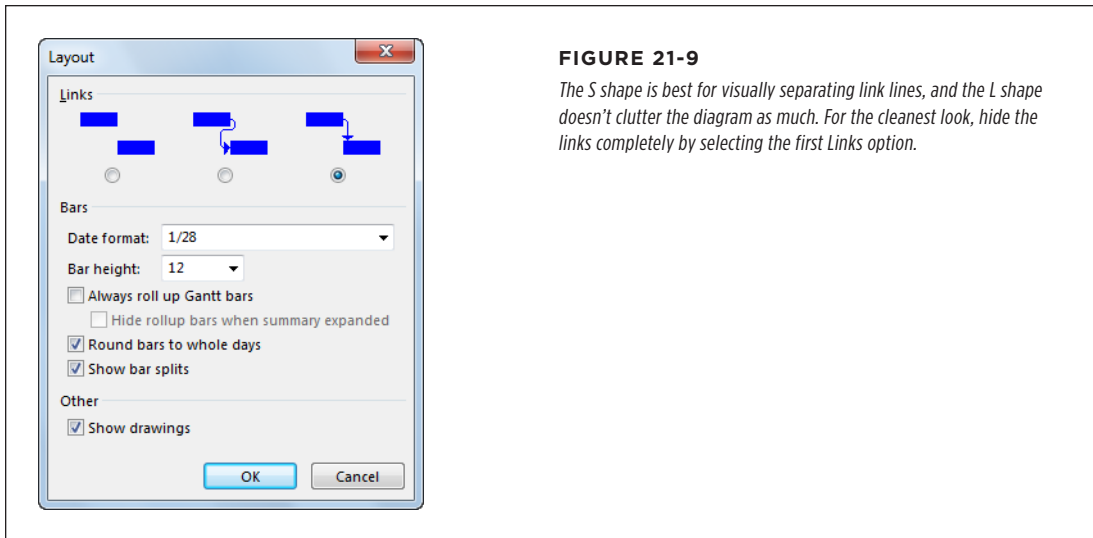 Layout
Links
Bars
Date format: 1/28
Bar height: 12
Always roll up Gantt bars
Hide rollup bars when summary expanded
Round bars to whole days
Show bar splits
Other
Show drawings
OK Cancel
FIGURE 21-9
The S shape is best for visually separating link lines, and the L shape
doesn’t clutter the diagram as much. For the cleanest look, hide the
links completely by selecting the first Links option.